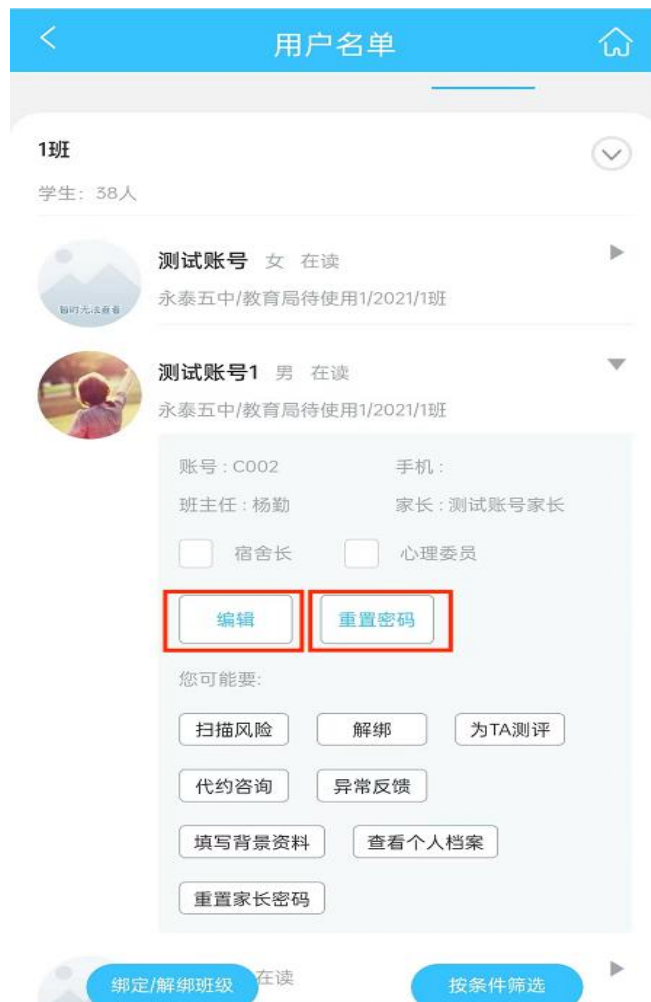 用户名单
1班
学生: 38人
测试账号 女 在读
永泰五中/教育局待使用1/2021/1班
暂时无法查看
测试账号1 男 在读
永泰五中/教育局待使用1/2021/1班
账号 : C002 手机 :
班主任 : 杨勤 家长 : 测试账号家长
宿舍长 心理委员
编辑 重置密码
您可能要:
扫描风险 解绑 为TA测评
代约咨询 异常反馈
填写背景资料 查看个人档案
重置家长密码
在读
绑定/解绑班级 按条件筛选